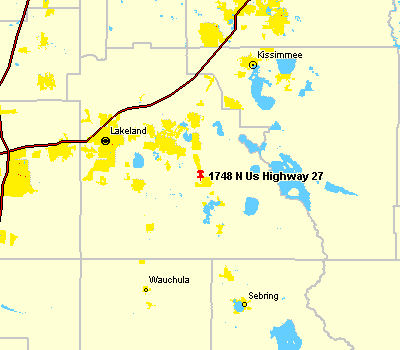 Kissimmee
Lakeland
1748 N Us Highway 27
Wauchula
Sebring